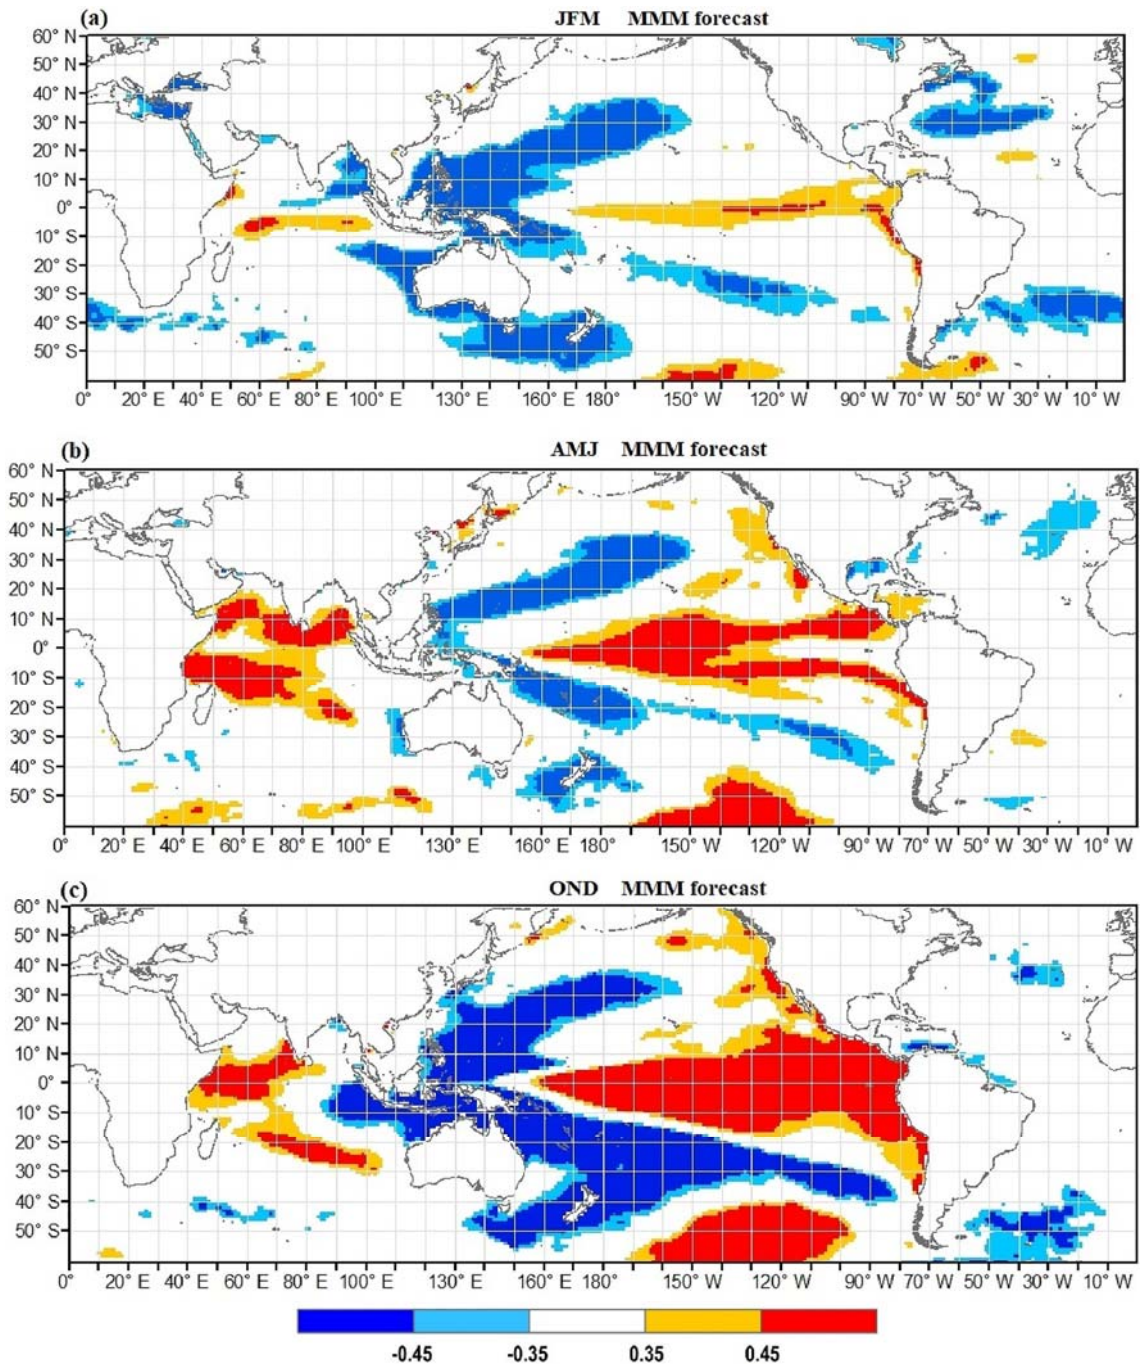 (a) JFM MMM forecast
60° N
50° N
40° N
30° N
20° N
10° N
0°
10° S
20° S
30° S
40° S
50° S
0° 20° E 40° E 60° E 80° E 100° E 130° E 160° E 180° 150° W 120° W 90° W 70° W 50° W 30° W 10° W
(b) AMJ MMM forecast
60° N
50° N
40° N
30° N
20° N
10° N
0°
10° S
20° S
30° S
40° S
50° S
0° 20° E 40° E 60° E 80° E 100° E 130° E 160° E 180° 150° W 120° W 90° W 70° W 50° W 30° W 10° W
(c) OND MMM forecast
60° N
50° N
40° N
30° N
20° N
10° N
0°
10° S
20° S
30° S
40° S
50° S
0° 20° E 40° E 60° E 80° E 100° E 130° E 160° E 180° 150° W 120° W 90° W 70° W 50° W 30° W 10° W
-0.45 -0.35 0.35 0.45